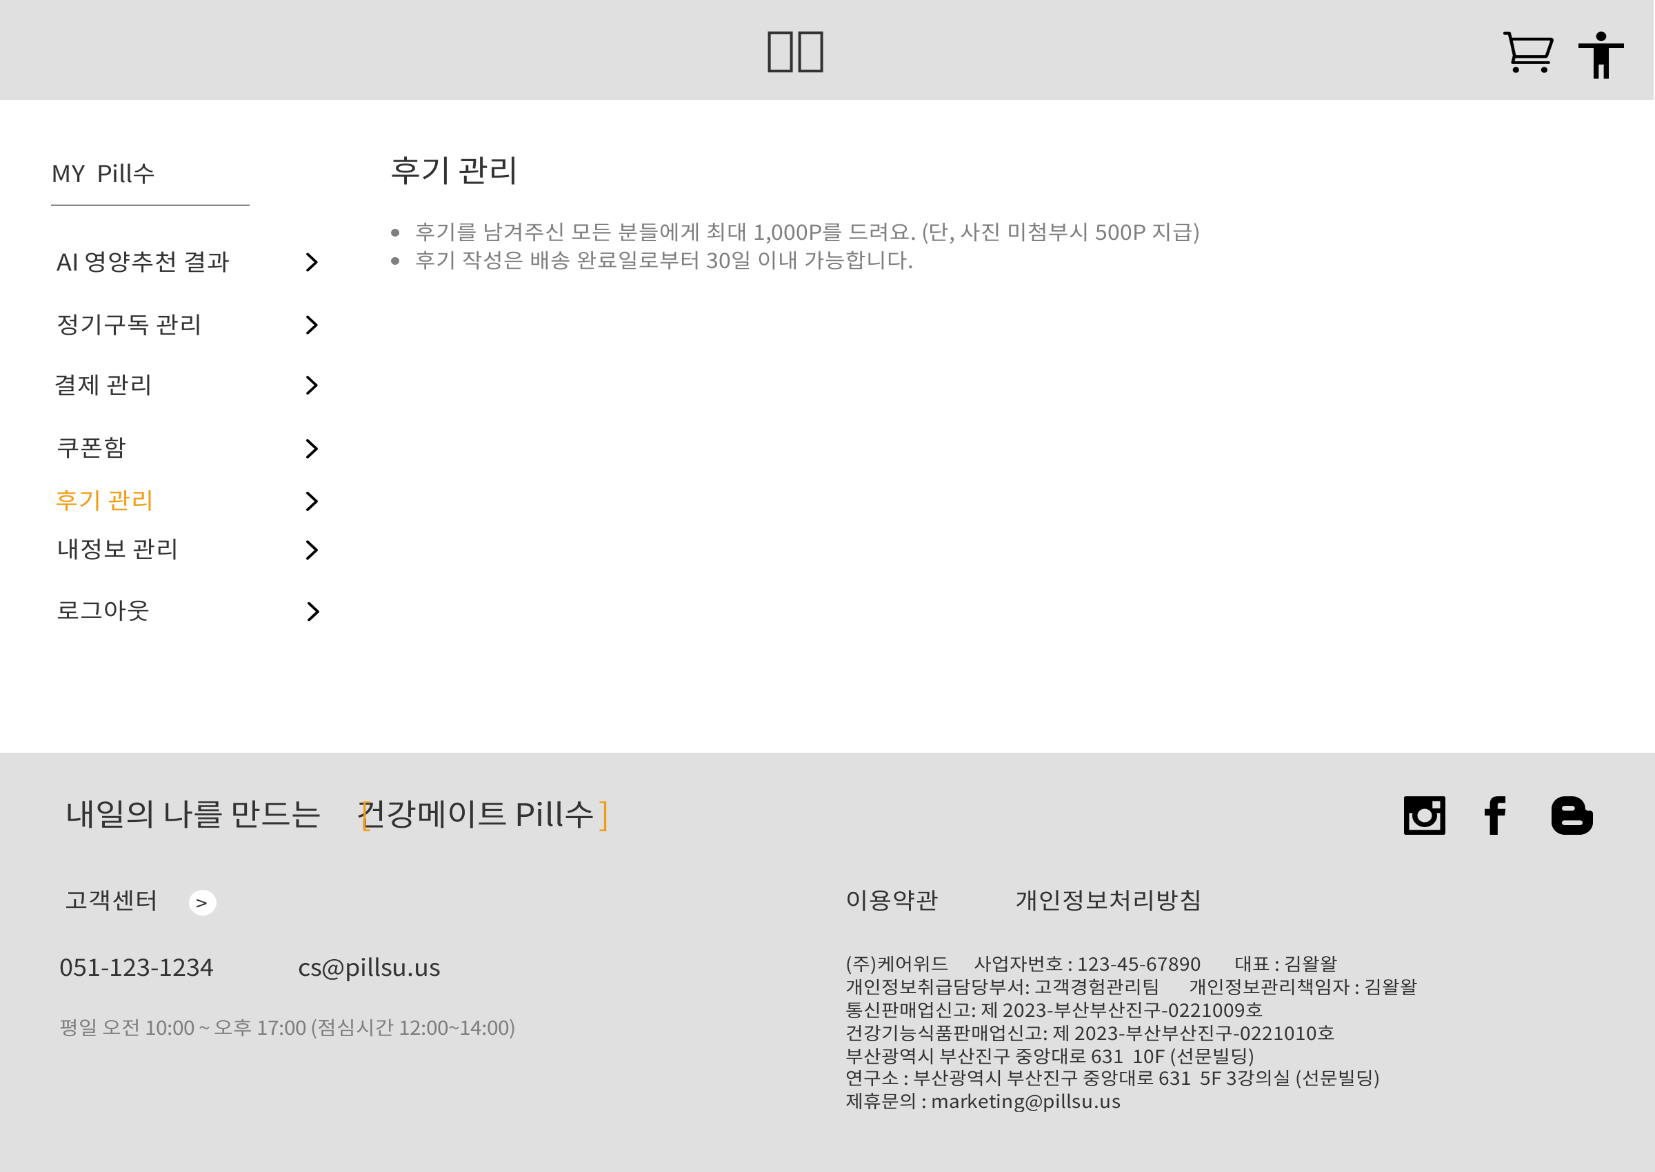 MY Pill수
AI 영양추천 결과
정기구독 관리
결제 관리
쿠폰함
후기 관리
내정보 관리
로그아웃
후기 관리
• 후기를 남겨주신 모든 분들에게 최대 1,000P를 드려요. (단, 사진 미첨부시 500P 지급)
• 후기 작성은 배송 완료일로부터 30일 이내 가능합니다.
내일의 나를 만드는 [건강메이트 Pill수]
고객센터 >
051-123-1234 cs@pillsu.us
평일 오전 10:00 ~ 오후 17:00 (점심시간 12:00~14:00)
이용약관 개인정보처리방침
(주)케어위드 사업자번호 : 123-45-67890 대표 : 김왈왈
개인정보취급담당부서: 고객경험관리팀 개인정보관리책임자 : 김왈왈
통신판매업신고: 제 2023-부산부산진구-0221009호
건강기능식품판매업신고: 제 2023-부산부산진구-0221010호
부산광역시 부산진구 중앙대로 631 10F (선문빌딩)
연구소 : 부산광역시 부산진구 중앙대로 631 5F 3강의실 (선문빌딩)
제휴문의 : marketing@pillsu.us